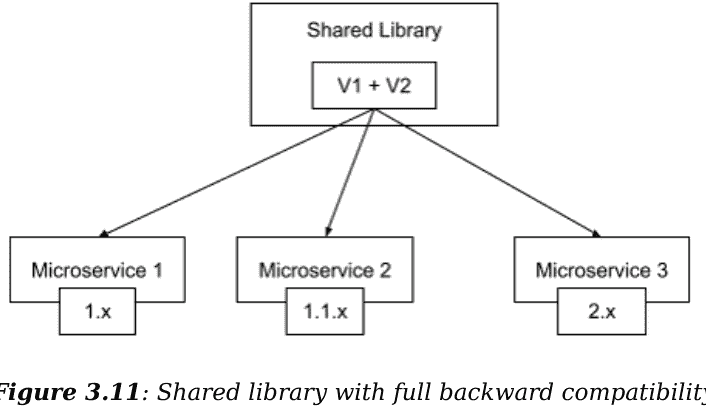 Shared Library
V1 + V2
Microservice 1
Microservice 2
Microservice 3
1.x
1.1.x
2.x
Figure 3.11: Shared library with full backward compatibility